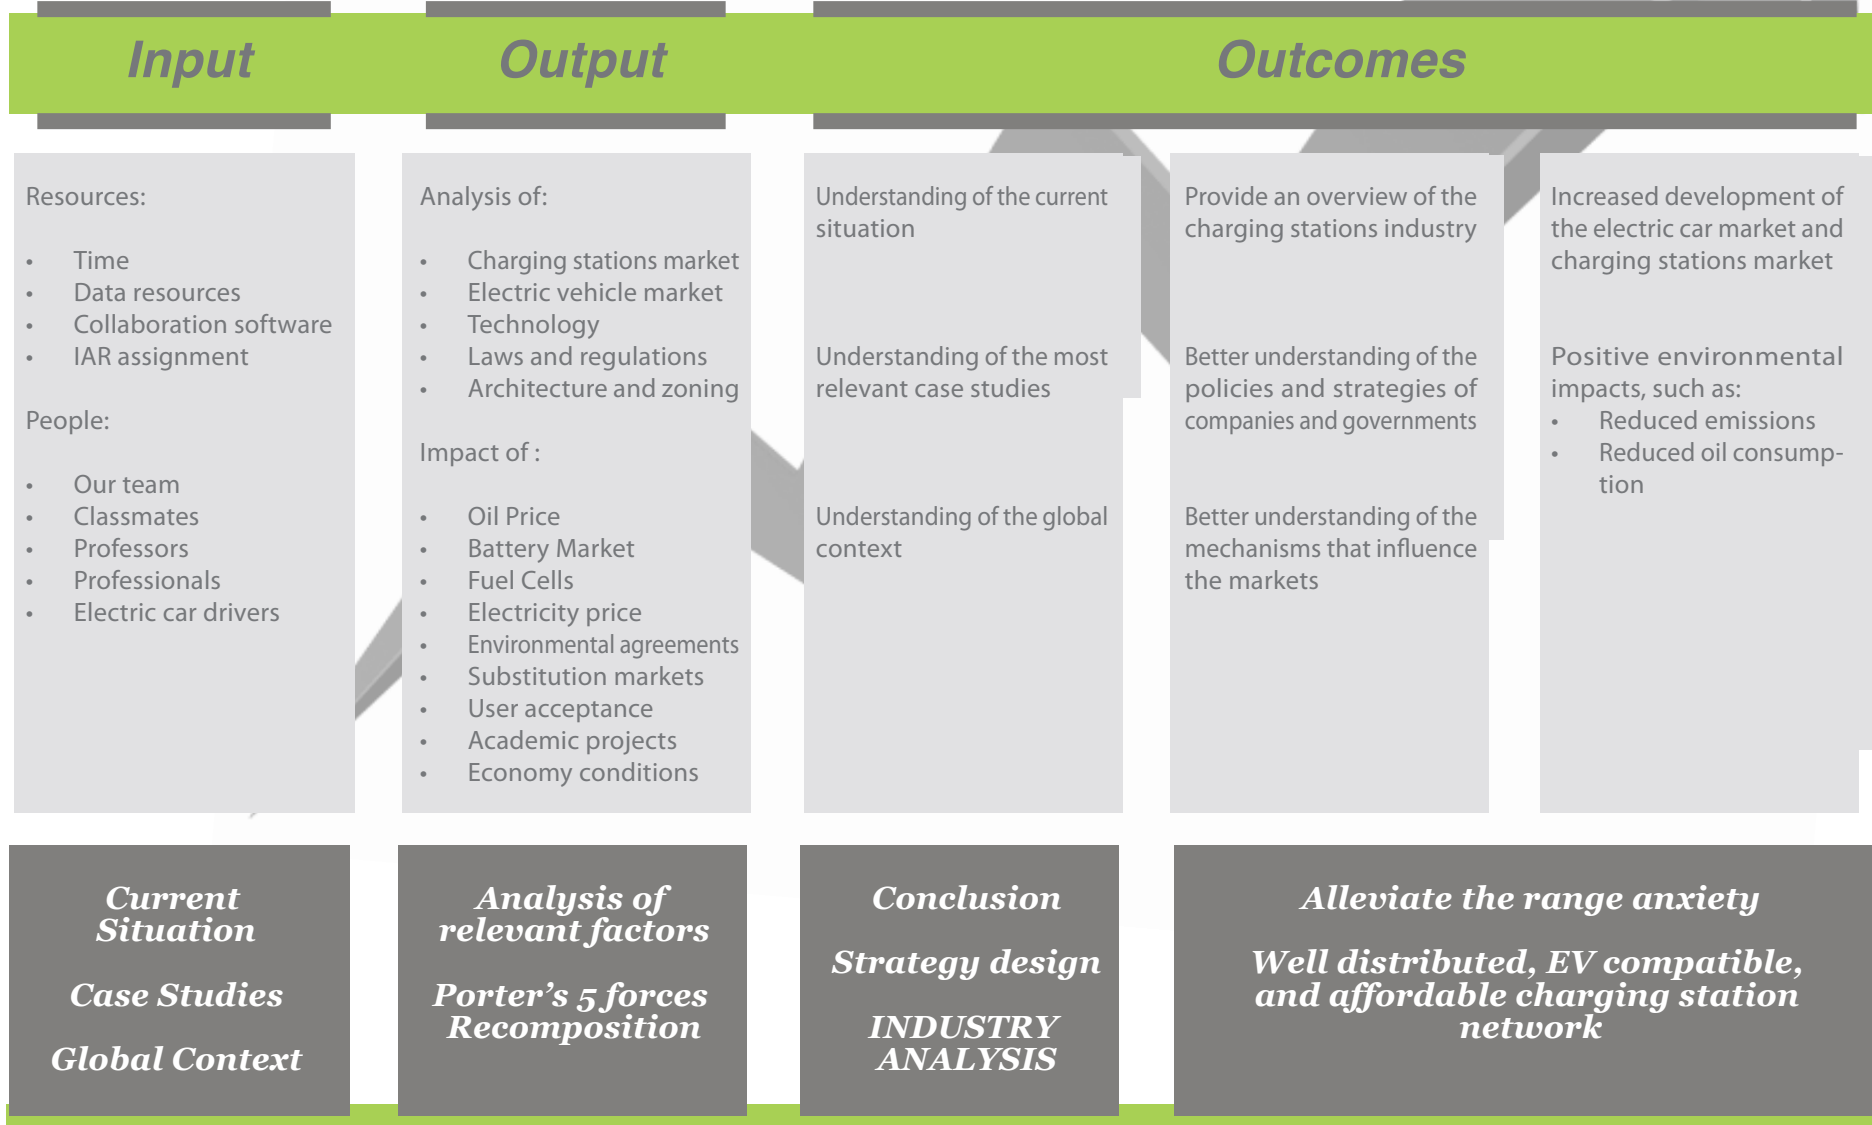 Input
Output
Outcomes
Resources:
• Time
• Data resources
• Collaboration software
• IAR assignment
People:
• Our team
• Classmates
• Professors
• Professionals
• Electric car drivers
Analysis of:
• Charging stations market
• Electric vehicle market
• Technology
• Laws and regulations
• Architecture and zoning
Impact of :
• Oil Price
• Battery Market
• Fuel Cells
• Electricity price
• Environmental agreements
• Substitution markets
• User acceptance
• Academic projects
• Economy conditions
Understanding of the current
situation
Understanding of the most
relevant case studies
Understanding of the global
context
Provide an overview of the
charging stations industry
Better understanding of the
policies and strategies of
companies and governments
Better understanding of the
mechanisms that influence
the markets
Increased development of
the electric car market and
charging stations market
Positive environmental
impacts, such as:
• Reduced emissions
• Reduced oil consump-
tion
Current
Situation
Case Studies
Global Context
Analysis of
relevant factors
Porter’s 5 forces
Recomposition
Conclusion
Strategy design
INDUSTRY
ANALYSIS
Alleviate the range anxiety
Well distributed, EV compatible,
and affordable charging station
network